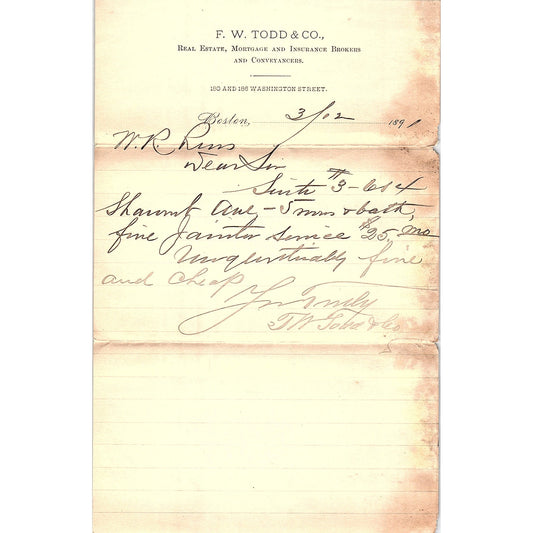 F. W. TODD & CO.,
REAL ESTATE, MORTGAGE AND INSURANCE BROKERS
AND CONVEYANCERS.
180 AND 186 WASHINGTON STREET.
Boston, 3/02 1891
W. R.
Dear Sir
Suite #3 - 614
Shawmut Ave - 5 rms & bath,
fine janitor service $25. mo
Unquestionably fine
and cheap
Yrs Truly
F W Todd & Co